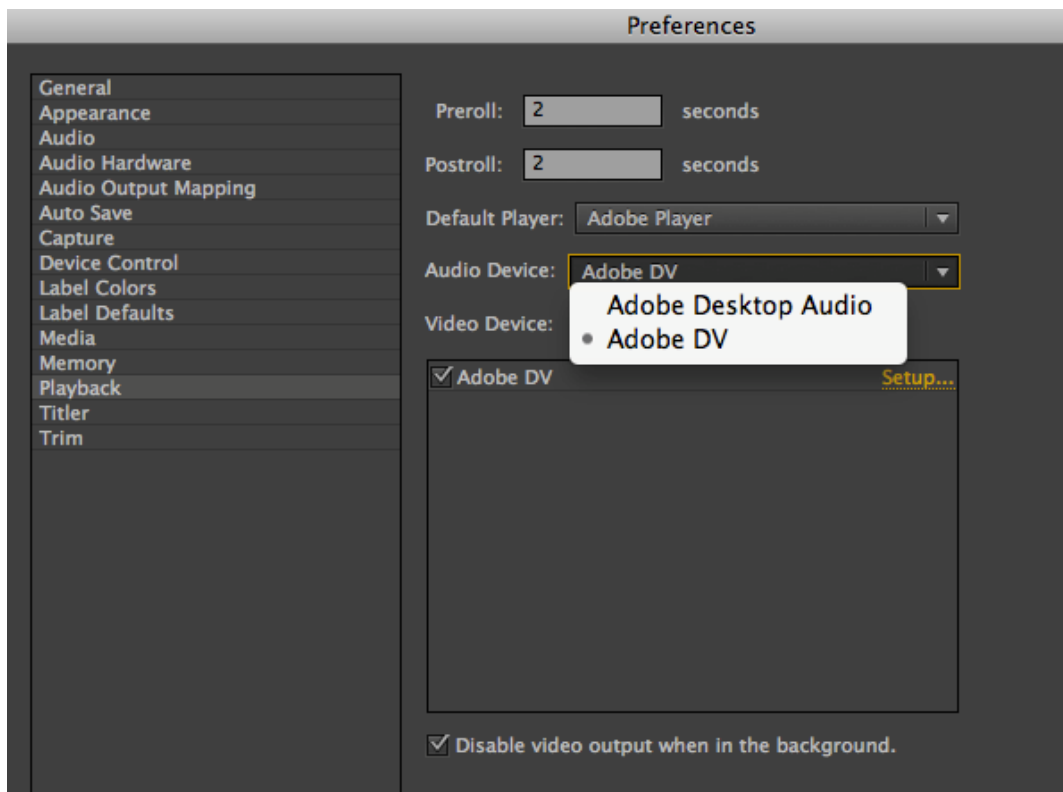 Preferences
General
Appearance
Audio
Audio Hardware
Audio Output Mapping
Auto Save
Capture
Device Control
Label Colors
Label Defaults
Media
Memory
Playback
Titler
Trim
Preroll: 2 seconds
Postroll: 2 seconds
Default Player: Adobe Player
Audio Device: Adobe DV
Adobe Desktop Audio
Adobe DV
Video Device:
Adobe DV Setup...
Disable video output when in the background.